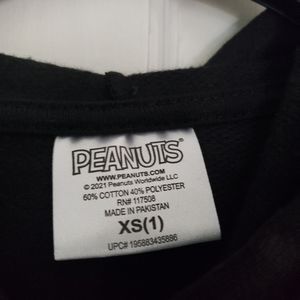 PEANUTS
WWW.PEANUTS.COM
© 2021 Peanuts Worldwide LLC
60% COTTON 40% POLYESTER
RN# 117508
MADE IN PAKISTAN
XS(1)
UPC# 195883435886